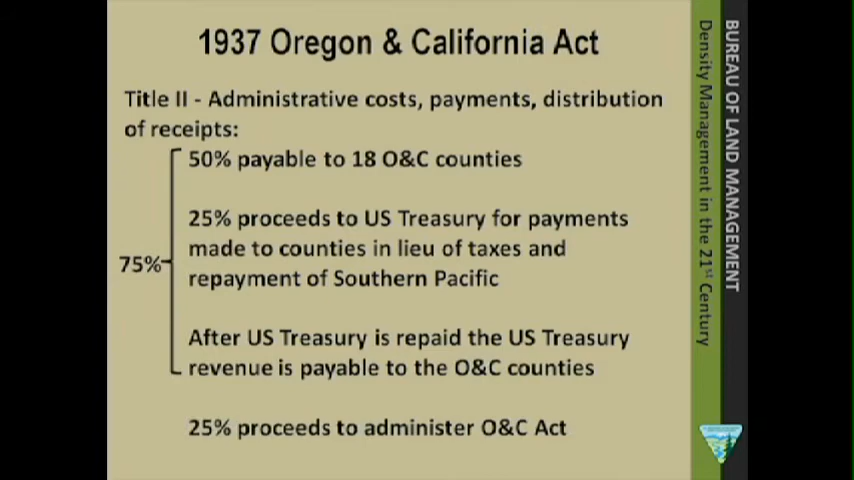 1937 Oregon & California Act
Title II - Administrative costs, payments, distribution
of receipts:
50% payable to 18 O&C counties
25% proceeds to US Treasury for payments
made to counties in lieu of taxes and
repayment of Southern Pacific
75%
After US Treasury is repaid the US Treasury
revenue is payable to the O&C counties
25% proceeds to administer O&C Act
BUREAU OF LAND MANAGEMENT
Density Management in the 21st Century